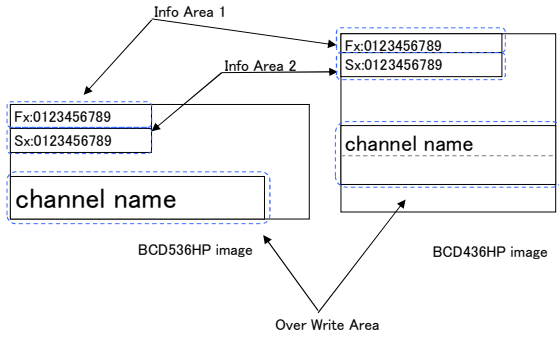 Info Area 1
Info Area 2
Fx:0123456789
Sx:0123456789
channel name
BCD536HP image
Fx:0123456789
Sx:0123456789
channel name
BCD436HP image
Over Write Area